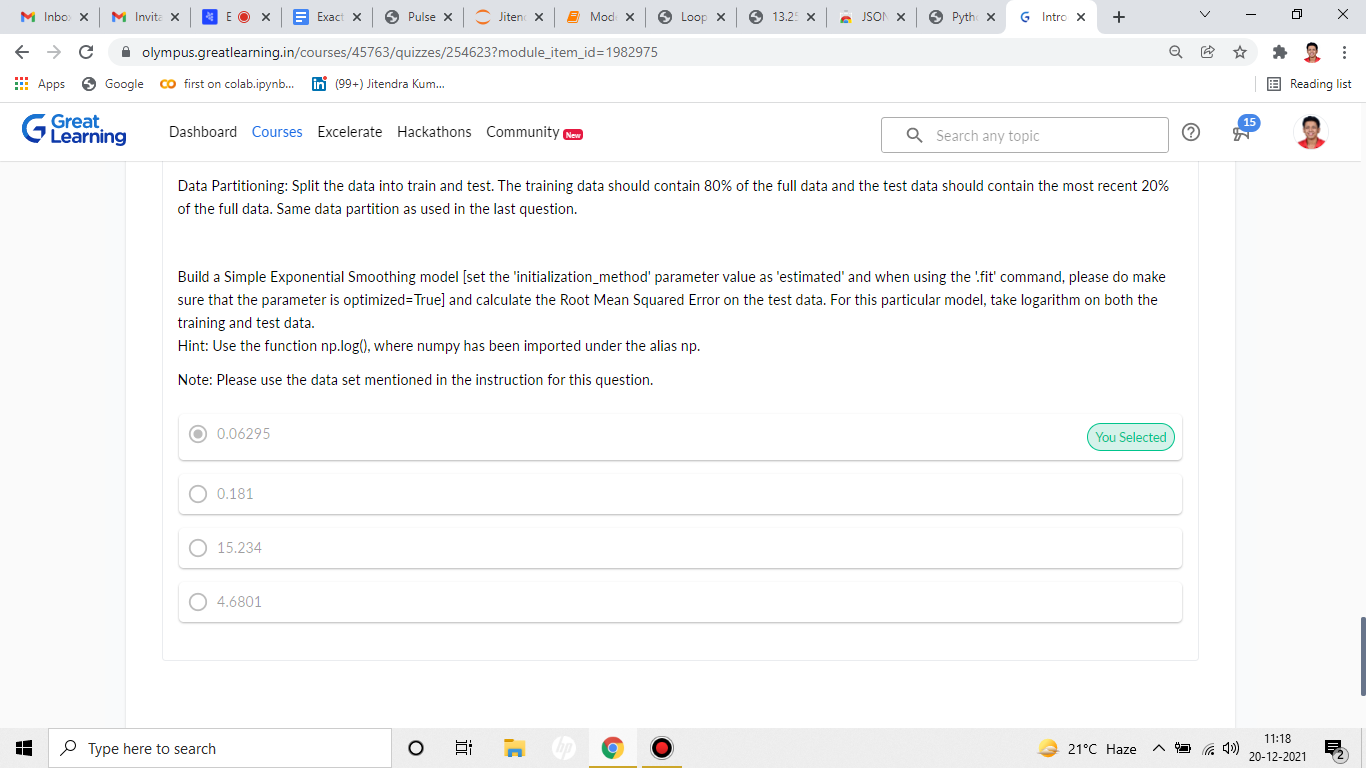 Inbo
Invita
E
Exact
Pulse
Jiten
Mod
Loop
13.2
JSON
Pyth
Intro
olympus.greatlearning.in/courses/45763/quizzes/254623?module_item_id=1982975
Apps
Google
first on colab.ipynb...
(99+) Jitendra Kum...
Reading list
Great Learning
Dashboard
Courses
Excelerate
Hackathons
Community New
Search any topic
15
Data Partitioning: Split the data into train and test. The training data should contain 80% of the full data and the test data should contain the most recent 20%
of the full data. Same data partition as used in the last question.
Build a Simple Exponential Smoothing model [set the 'initialization_method' parameter value as 'estimated' and when using the '.fit' command, please do make
sure that the parameter is optimized=True] and calculate the Root Mean Squared Error on the test data. For this particular model, take logarithm on both the
training and test data.
Hint: Use the function np.log(), where numpy has been imported under the alias np.
Note: Please use the data set mentioned in the instruction for this question.
0.06295
You Selected
0.181
15.234
4.6801
Type here to search
hp
21°C Haze
11:18
20-12-2021
2